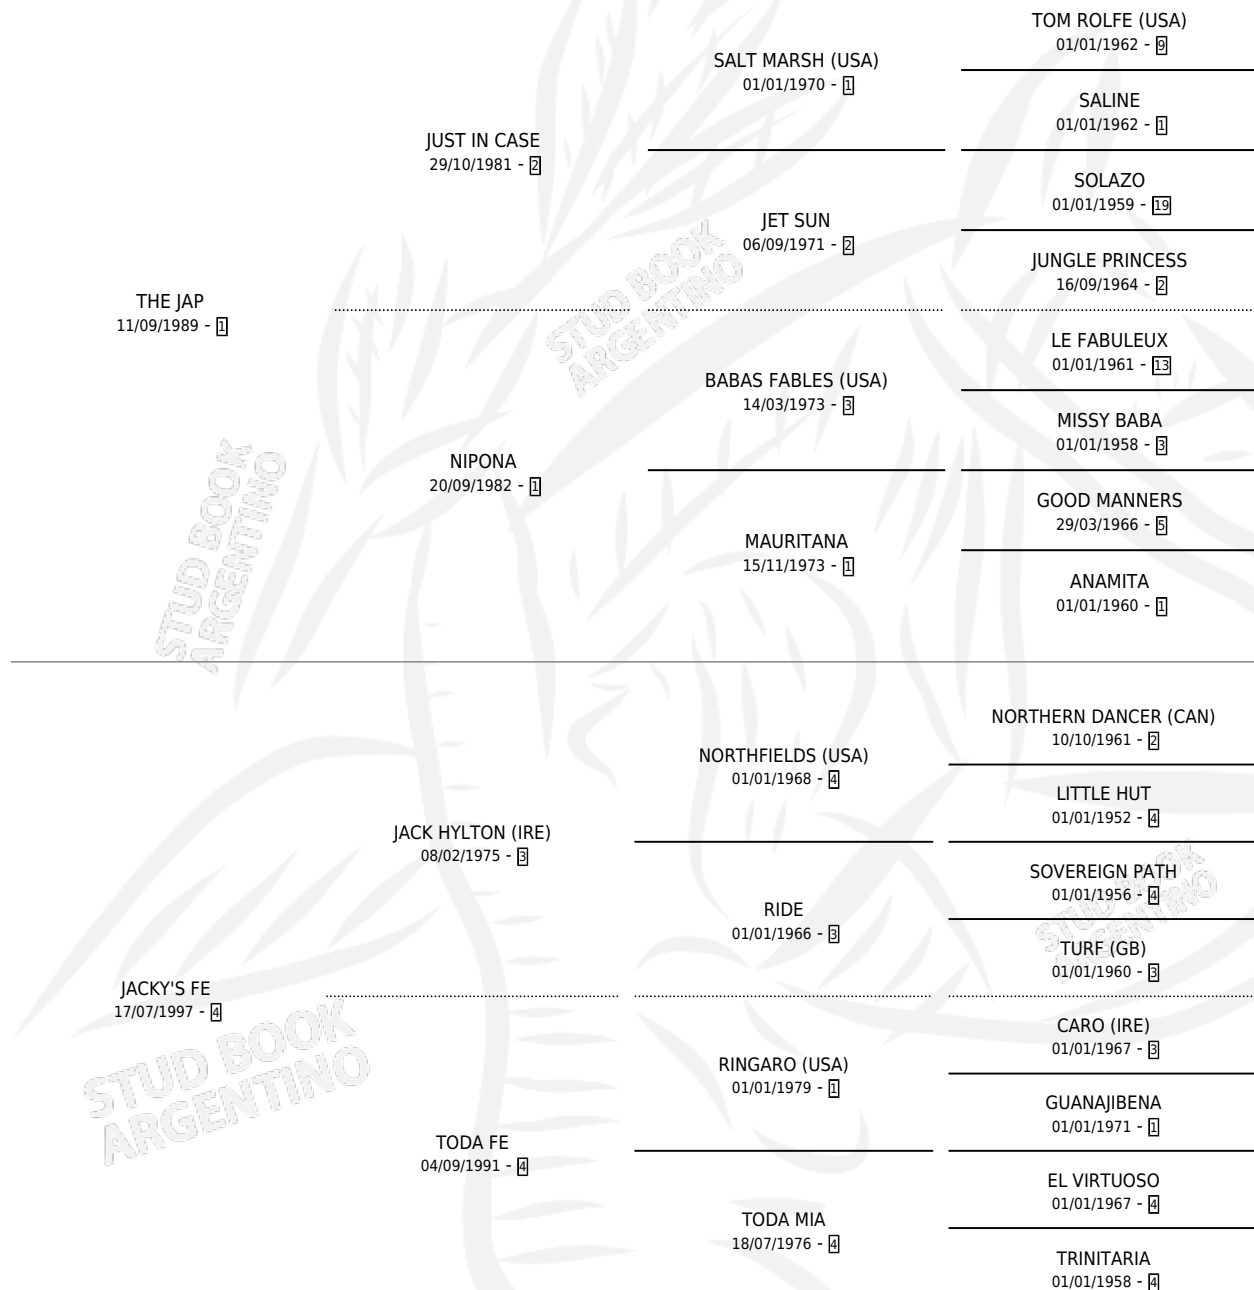 TOM ROLFE (USA)
01/01/1962 - 9
SALT MARSH (USA)
01/01/1970 - 1
SALINE
01/01/1962 - 1
JUST IN CASE
29/10/1981 - 2
SOLAZO
01/01/1959 - 19
JET SUN
06/09/1971 - 2
JUNGLE PRINCESS
16/09/1964 - 2
THE JAP
11/09/1989 - 1
STUD BOOK
ARGENTINO
LE FABULEUX
01/01/1961 - 13
BABAS FABLES (USA)
14/03/1973 - 3
MISSY BABA
01/01/1958 - 3
NIPONA
20/09/1982 - 1
GOOD MANNERS
29/03/1966 - 5
MAURITANA
15/11/1973 - 1
ANAMITA
01/01/1960 - 1
STUD BOOK
ARGENTINO
NORTHERN DANCER (CAN)
10/10/1961 - 2
NORTHFIELDS (USA)
01/01/1968 - 4
LITTLE HUT
01/01/1952 - 4
JACK HYLTON (IRE)
08/02/1975 - 3
SOVEREIGN PATH
01/01/1956 - 4
RIDE
01/01/1966 - 3
TURF (GB)
01/01/1960 - 3
STUD BOOK
ARGENTINO
JACKY'S FE
17/07/1997 - 4
CARO (IRE)
01/01/1967 - 3
RINGARO (USA)
01/01/1979 - 1
GUANAJIBENA
01/01/1971 - 1
STUD BOOK
ARGENTINO
TODA FE
04/09/1991 - 4
EL VIRTUOSO
01/01/1967 - 4
TODA MIA
18/07/1976 - 4
TRINITARIA
01/01/1958 - 4